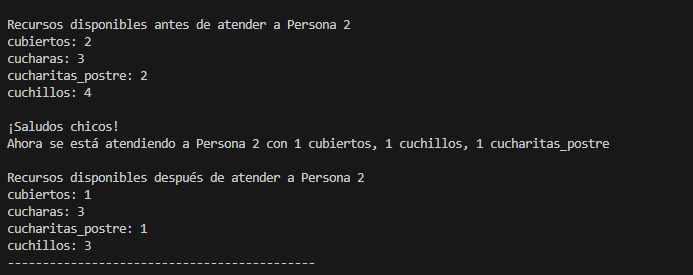 Recursos disponibles antes de atender a Persona 2
cubiertos: 2
cucharas: 3
cucharitas_postre: 2
cuchillos: 4
¡Saludos chicos!
Ahora se está atendiendo a Persona 2 con 1 cubiertos, 1 cuchillos, 1 cucharitas_postre
Recursos disponibles después de atender a Persona 2
cubiertos: 1
cucharas: 3
cucharitas_postre: 1
cuchillos: 3
--------------------------------------------